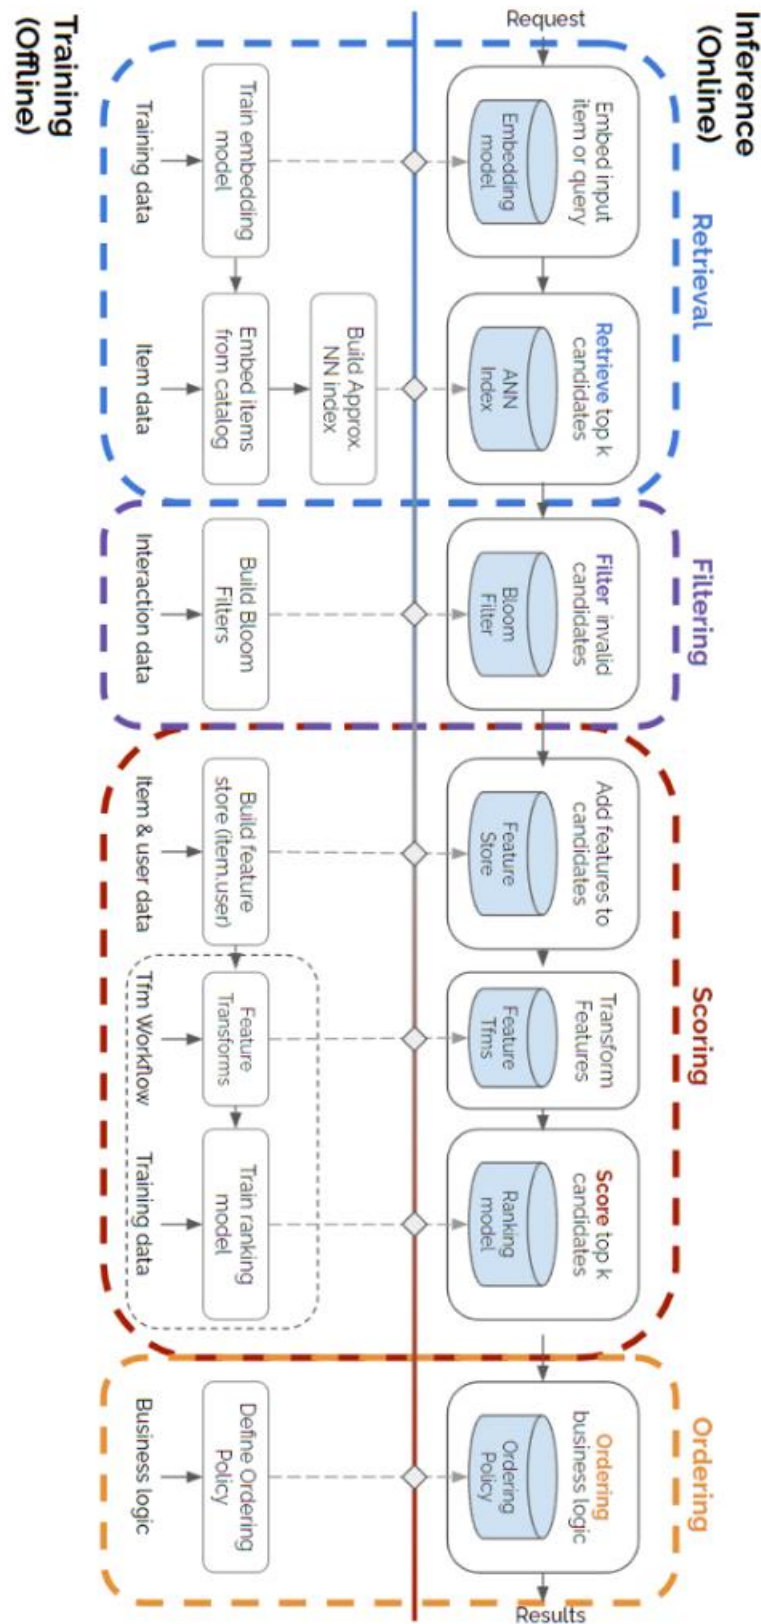 Inference
(Online)
Training
(Offline)
Retrieval
Filtering
Scoring
Ordering
Request
Embed input
item or query
Embedding
model
Retrieve top k
candidates
ANN
Index
Filter invalid
candidates
Bloom
Filter
Add features to
candidates
Feature
Store
Transform
Features
Feature
Tfms
Score top k
candidates
Ranking
model
Ordering
business logic
Ordering
Policy
Results
Build Approx.
NN index
Train embedding
model
Embed items
from catalog
Build Bloom
Filters
Build feature
store (item,user)
Feature
Transforms
Train ranking
model
Define Ordering
Policy
Training data
Item data
Interaction data
Item & user data
Tfm Workflow
Training data
Business logic